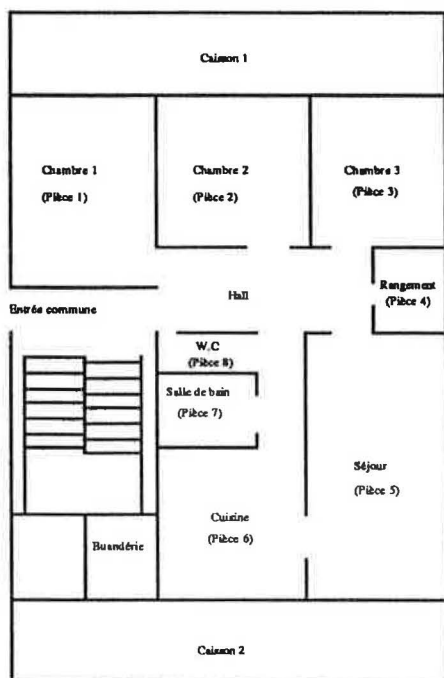 Caisson 1
Chambre 1
(Pièce 1)
Chambre 2
(Pièce 2)
Chambre 3
(Pièce 3)
Rangement
(Pièce 4)
Hall
Entrée commune
W.C
(Pièce 8)
Salle de bain
(Pièce 7)
Séjour
(Pièce 5)
Cuisine
(Pièce 6)
Buandérie
Caisson 2